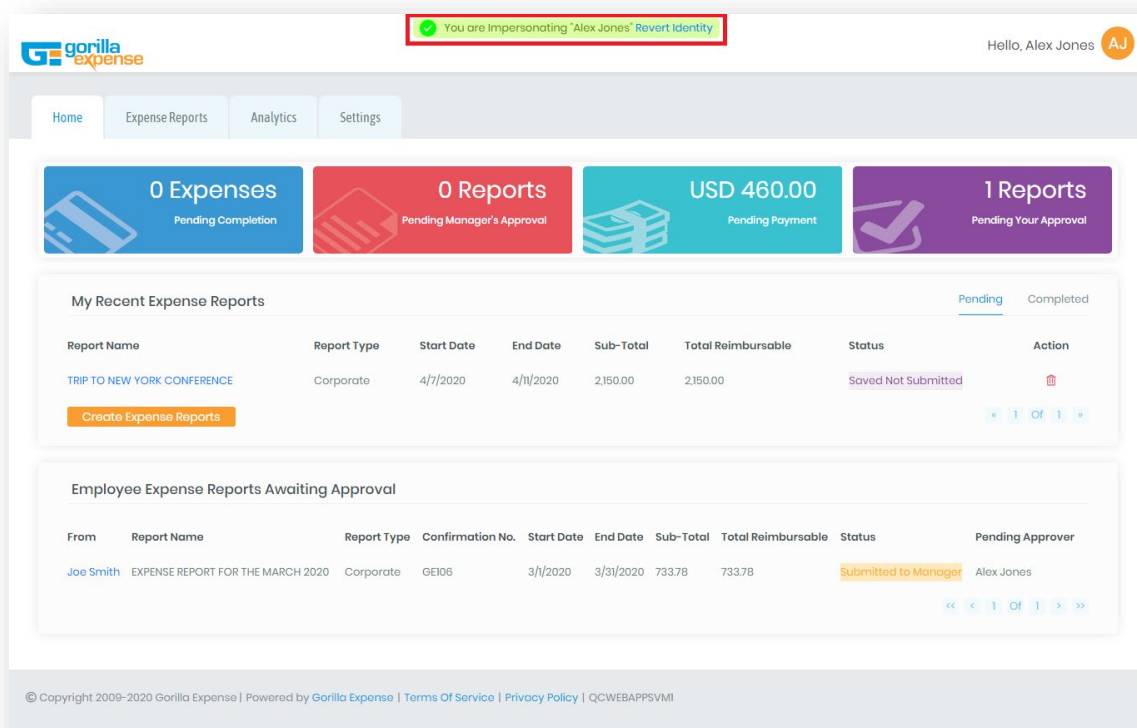 You are Impersonating "Alex Jones" Revert Identity
gorilla
expense
Hello, Alex Jones AJ
Home Expense Reports Analytics Settings
0 Expenses
Pending Completion
0 Reports
Pending Manager's Approval
USD 460.00
Pending Payment
1 Reports
Pending Your Approval
My Recent Expense Reports Pending Completed
Report Name Report Type Start Date End Date Sub-Total Total Reimbursable Status Action
TRIP TO NEW YORK CONFERENCE Corporate 4/7/2020 4/11/2020 2,150.00 2,150.00 Saved Not Submitted
Create Expense Reports « 1 Of 1 »
Employee Expense Reports Awaiting Approval
From Report Name Report Type Confirmation No. Start Date End Date Sub-Total Total Reimbursable Status Pending Approver
Joe Smith EXPENSE REPORT FOR THE MARCH 2020 Corporate GE106 3/1/2020 3/31/2020 733.78 733.78 Submitted to Manager Alex Jones
<< < 1 Of 1 > >>
© Copyright 2009-2020 Gorilla Expense | Powered by Gorilla Expense | Terms Of Service | Privacy Policy | QCWEBAPPSVM1